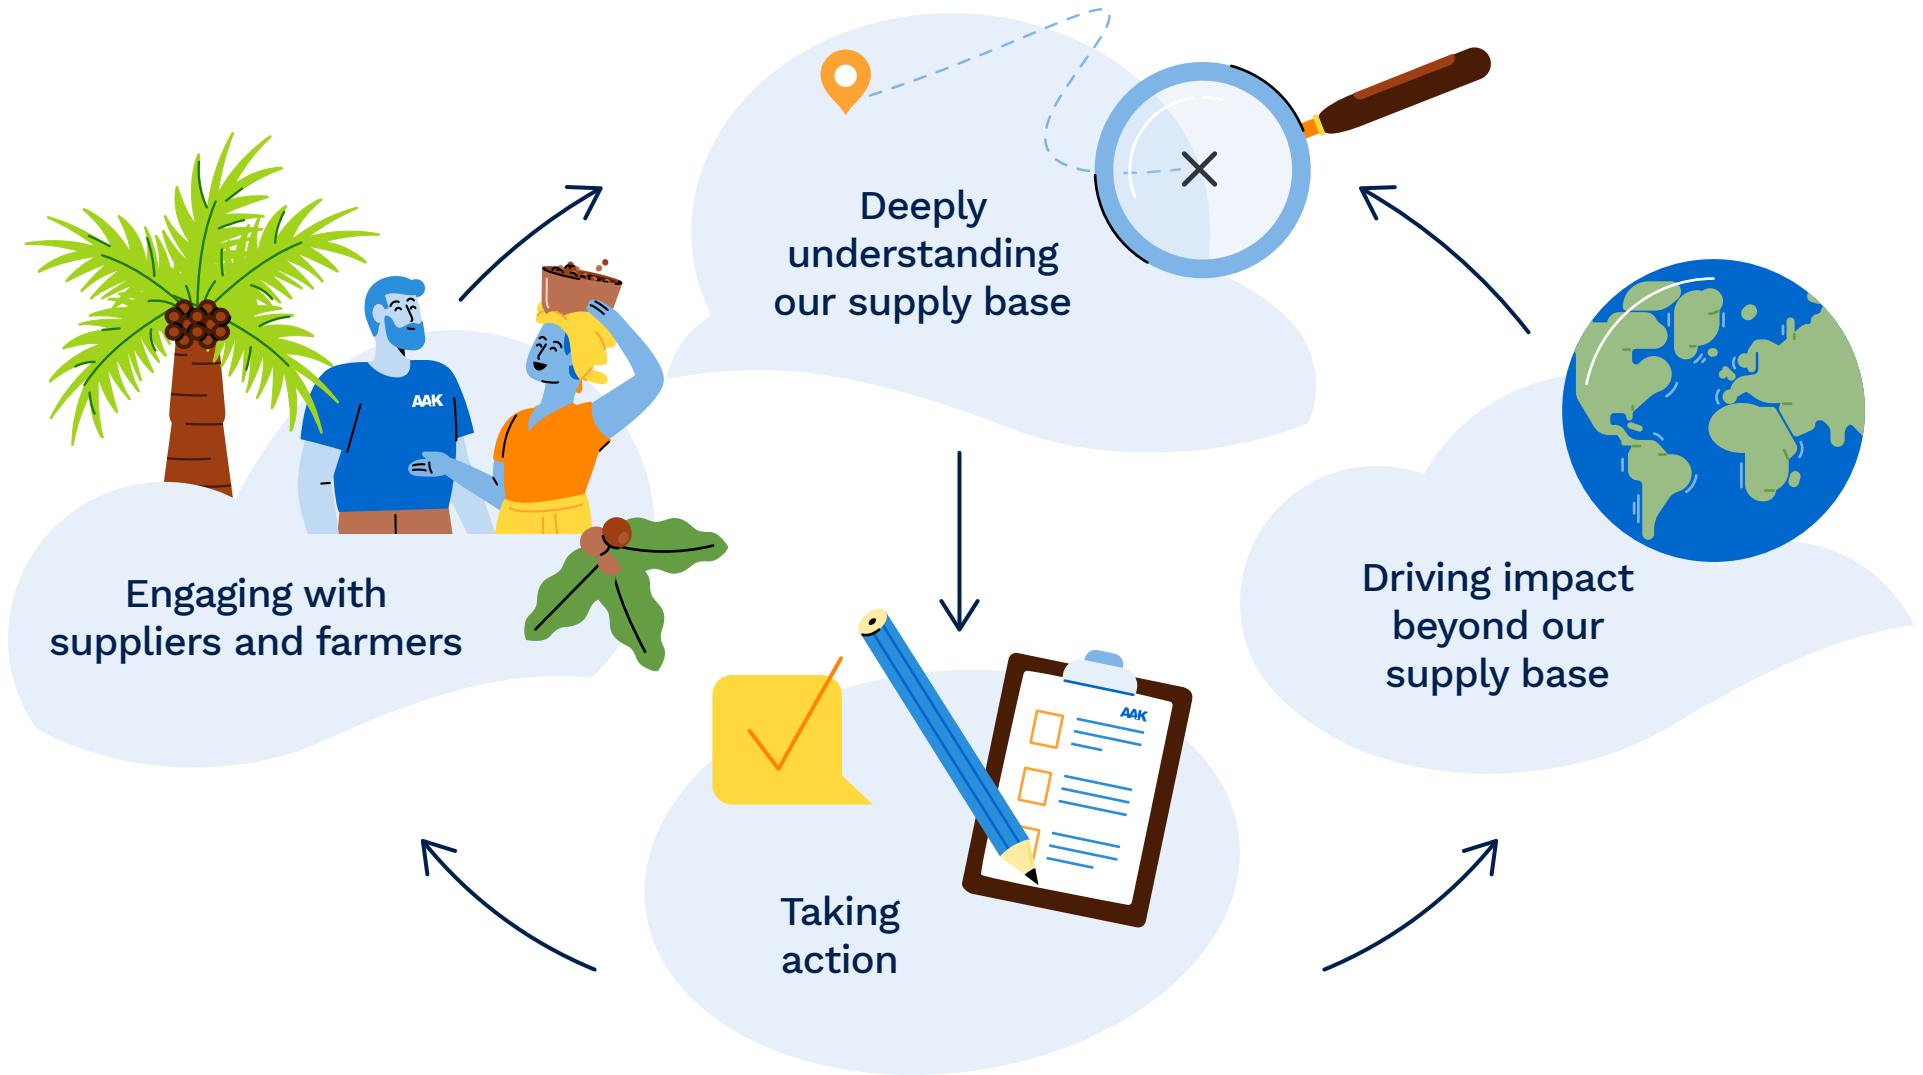 Deeply
understanding
our supply base
AAK
Engaging with
suppliers and farmers
Driving impact
beyond our
supply base
AAK
Taking
action